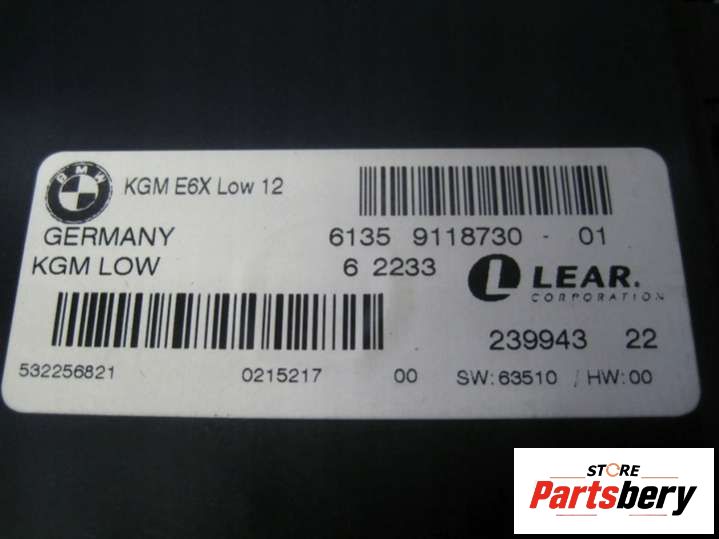 BMW
KGM E6X Low 12
GERMANY 6135 9118730 - 01
KGM LOW 6 2233 LEAR.
CORPORATION
239943 22
532256821 0215217 00 SW:63510 / HW:00
STORE
Partsbery